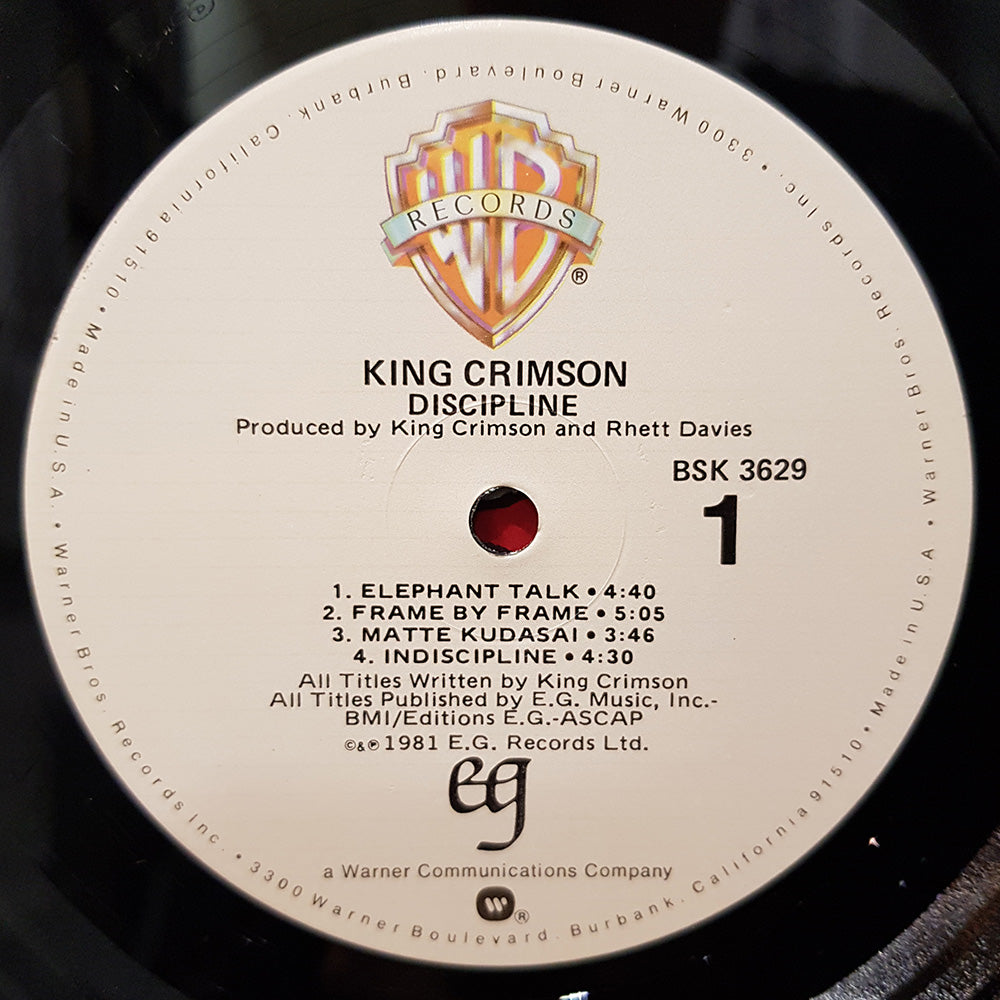 WB
RECORDS
®
KING CRIMSON
DISCIPLINE
Produced by King Crimson and Rhett Davies
BSK 3629
1
1. ELEPHANT TALK • 4:40
2. FRAME BY FRAME • 5:05
3. MATTE KUDASAI • 3:46
4. INDISCIPLINE • 4:30
All Titles Written by King Crimson
All Titles Published by E.G. Music, Inc.-
BMI/Editions E.G.-ASCAP
©&℗ 1981 E.G. Records Ltd.
eg
a Warner Communications Company
®
Made in U.S.A. • Warner Bros. Records Inc. • 3300 Warner Boulevard. Burbank. California 91510 • Made in U.S.A • Warner Bros. Records Inc. • 3300 Warner Boulevard. Burbank. California 91510 •
℗